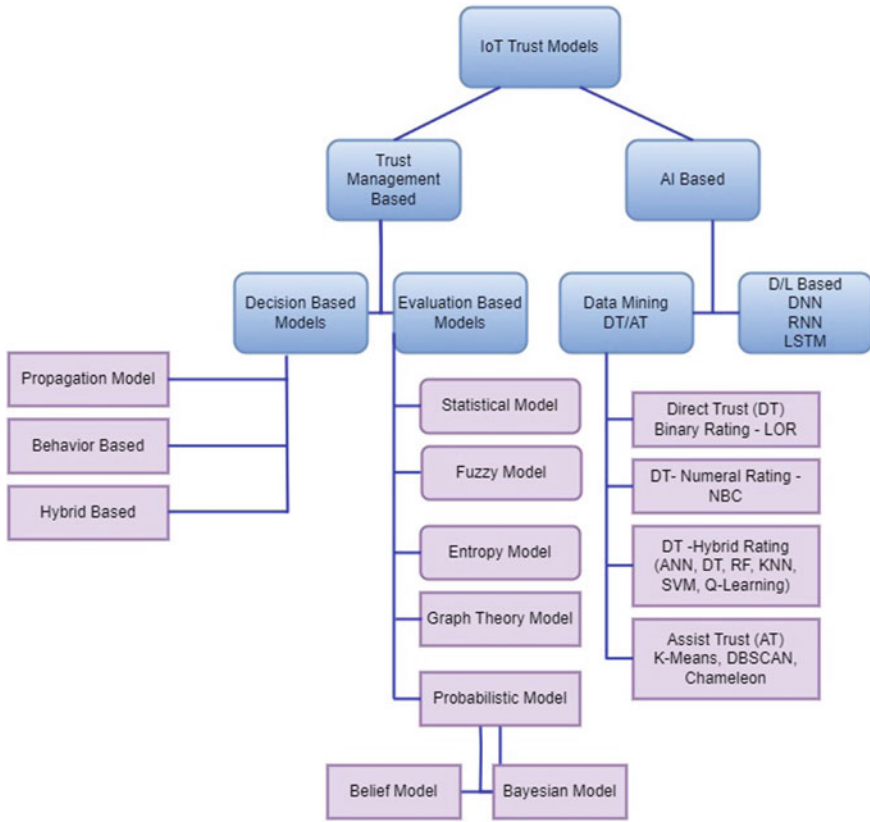 IoT Trust Models
Trust
Management
Based
AI Based
Decision Based
Models
Evaluation Based
Models
Data Mining
DT/AT
D/L Based
DNN
RNN
LSTM
Propagation Model
Behavior Based
Hybrid Based
Statistical Model
Fuzzy Model
Entropy Model
Graph Theory Model
Probabilistic Model
Belief Model
Bayesian Model
Direct Trust (DT)
Binary Rating - LOR
DT- Numeral Rating -
NBC
DT -Hybrid Rating
(ANN, DT, RF, KNN,
SVM, Q-Learning)
Assist Trust (AT)
K-Means, DBSCAN,
Chameleon